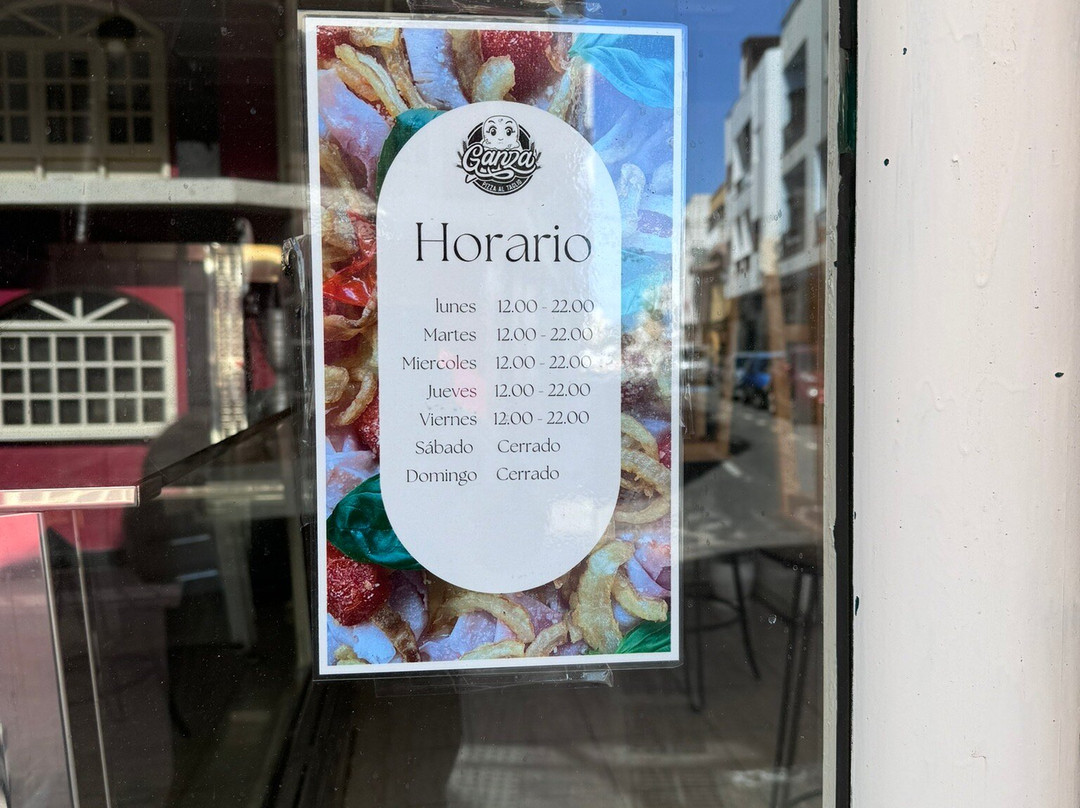 Ganza
PIZZA AL TAGLIO
Horario
lunes 12.00 - 22.00
Martes 12.00 - 22.00
Miercoles 12.00 - 22.00
Jueves 12.00 - 22.00
Viernes 12.00 - 22.00
Sábado Cerrado
Domingo Cerrado